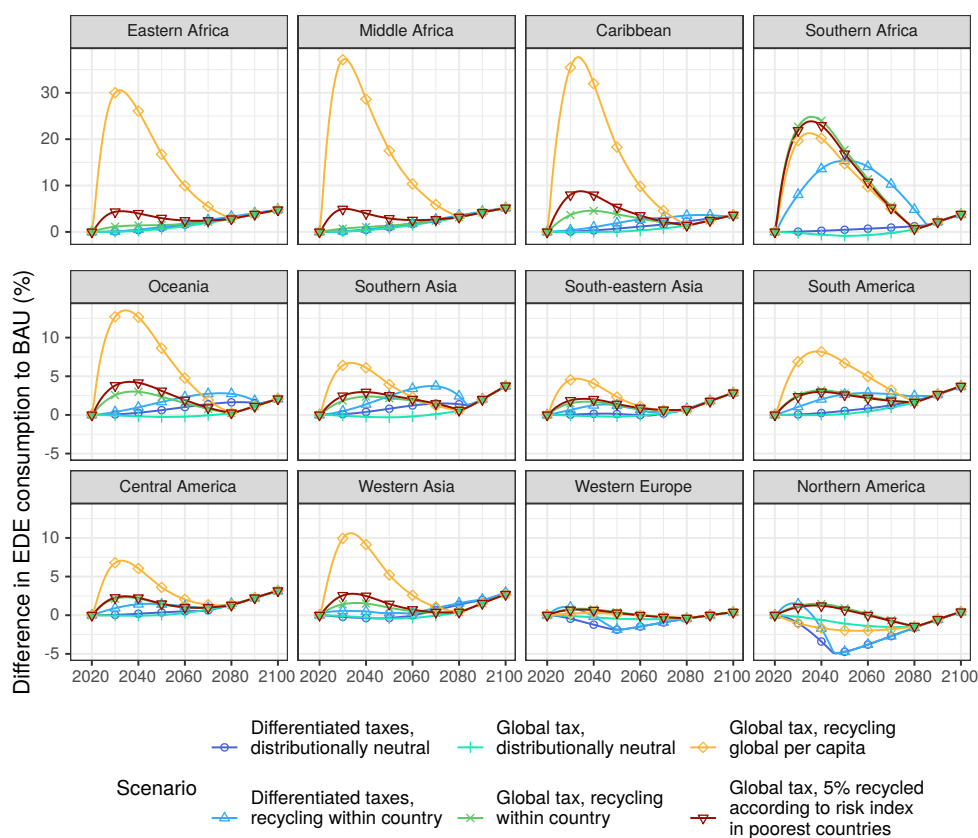 Eastern Africa
Middle Africa
Caribbean
Southern Africa
30
20
10
0
Difference in EDE consumption to BAU (%)
Oceania
Southern Asia
South-eastern Asia
South America
10
5
0
-5
Central America
Western Asia
Western Europe
Northern America
10
5
0
-5
2020 2040 2060 2080 2100
2020 2040 2060 2080 2100
2020 2040 2060 2080 2100
2020 2040 2060 2080 2100
Scenario
Differentiated taxes,
distributionally neutral
Differentiated taxes,
recycling within country
Global tax,
distributionally neutral
Global tax, recycling
within country
Global tax, recycling
global per capita
Global tax, 5% recycled
according to risk index
in poorest countries